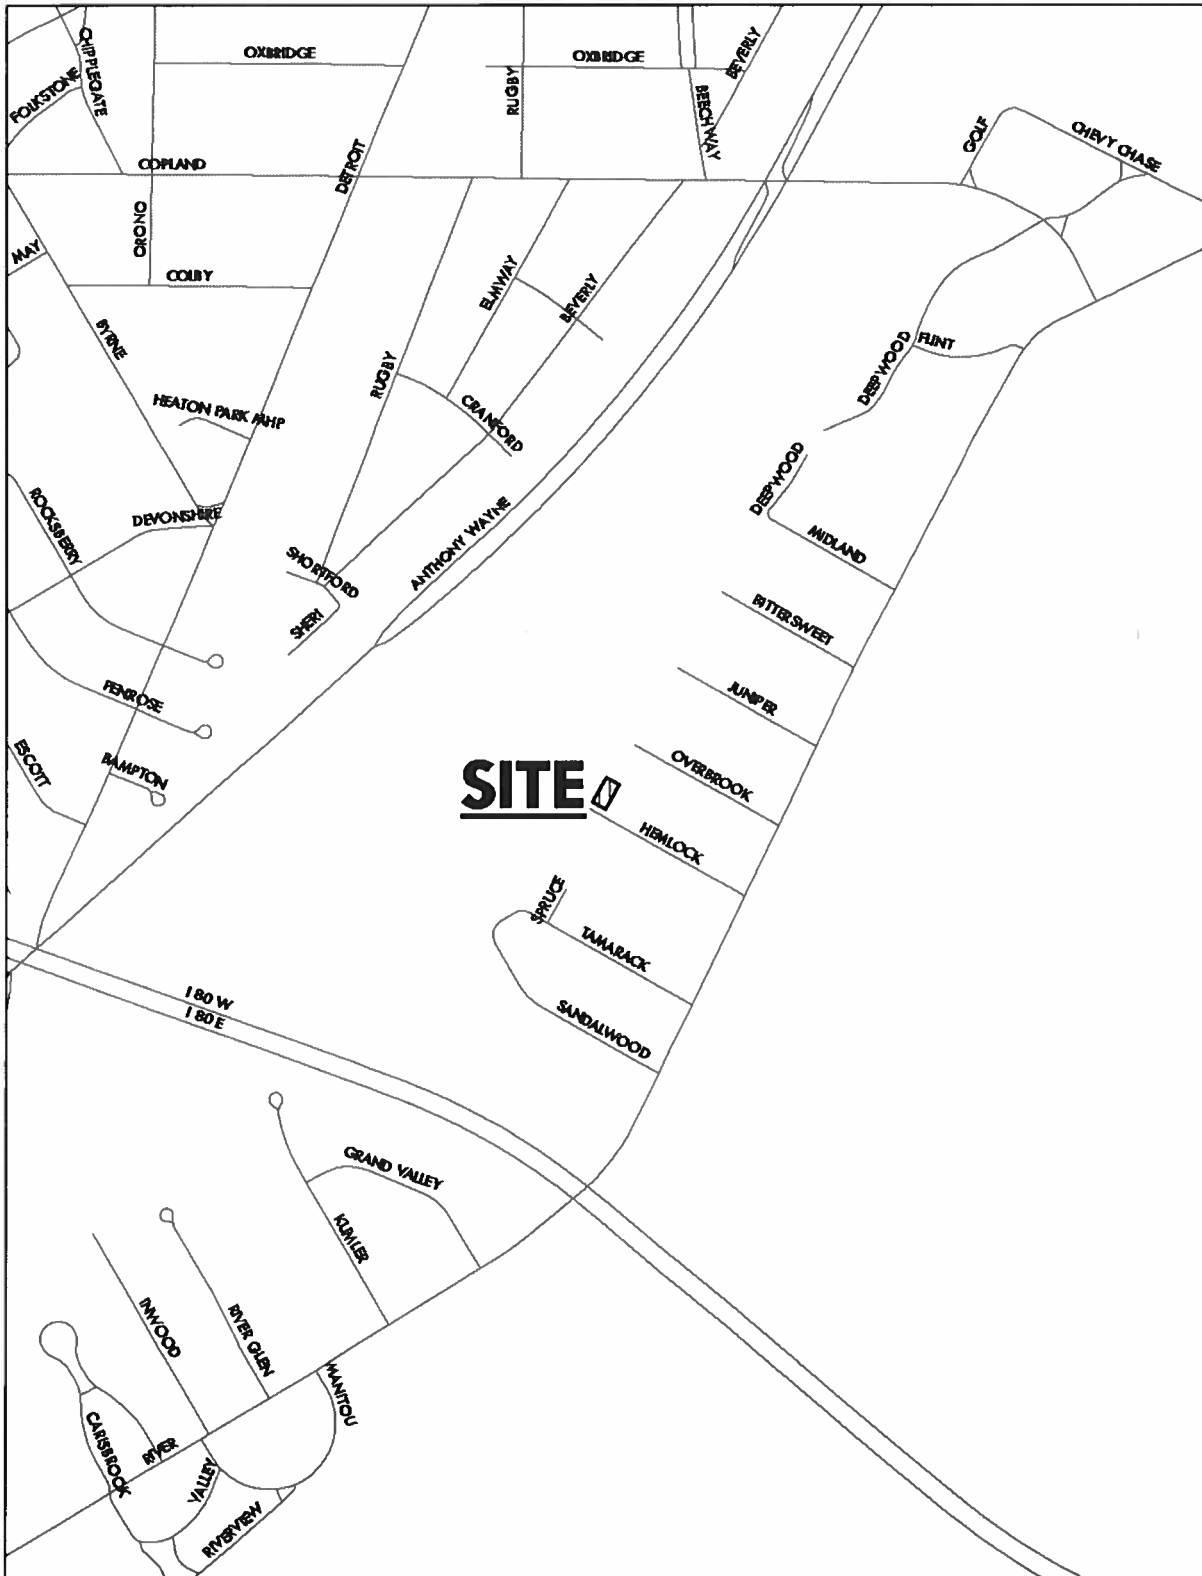 CHIPPLEGATE
OXBRIDGE
OXBRIDGE
BEVERLY
FOLKSTONE
RUGBY
BEECHWAY
GOLF
CHEVY CHASE
COPLAND
DETROIT
ORONO
MAY
COLBY
ELMWAY
BEVERLY
BYRNE
RUGBY
DEEPWOOD
FLINT
HEATON PARK MHP
CRANFORD
DEEPWOOD
ROCKSBERRY
DEVONSHIRE
ANTHONY WAYNE
MIDLAND
SHORTFORD
SHERI
BITTERSWEET
PENROSE
JUNIPER
ESCOTT
BAMPTON
SITE
OVERBROOK
HEMLOCK
SPRUCE
TAMARACK
I 80 W
I 80 E
SANDALWOOD
GRAND VALLEY
KUMLER
INWOOD
RIVER GLEN
MANITOU
CARISBROOK
RIVER
VALLEY
RIVERVIEW